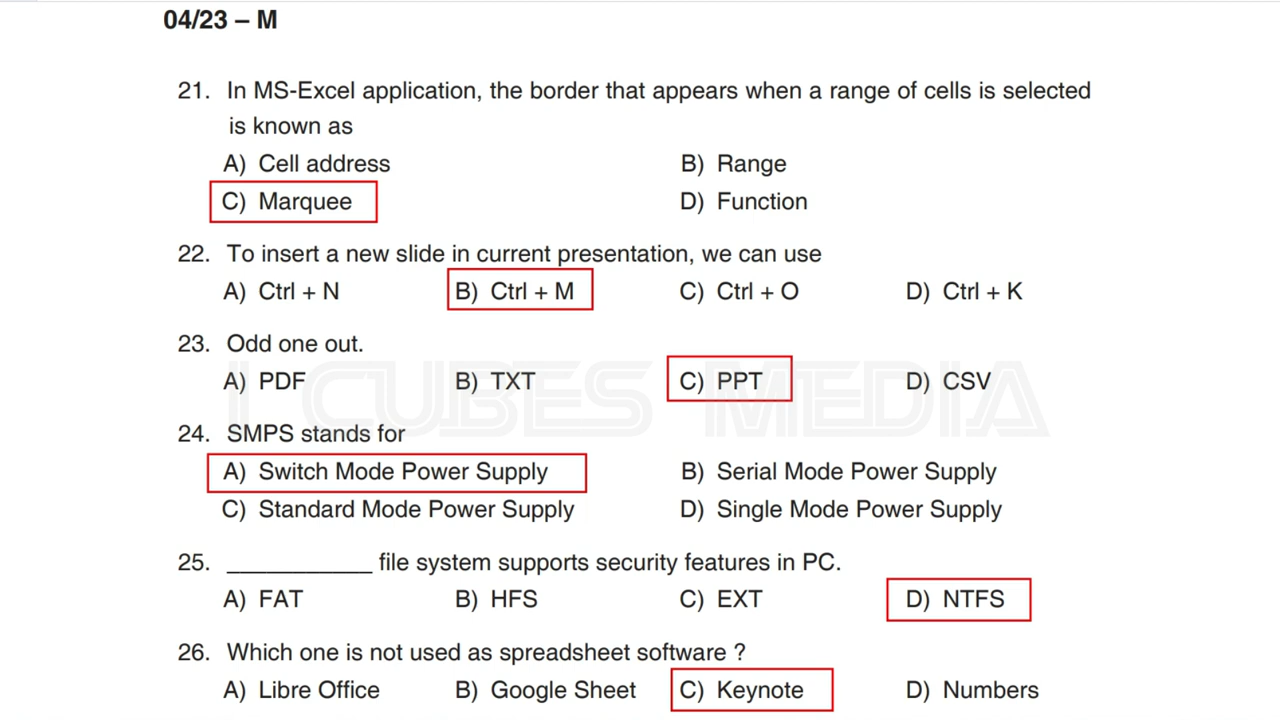 04/23 – M
21. In MS-Excel application, the border that appears when a range of cells is selected
is known as
A) Cell address B) Range
C) Marquee D) Function
22. To insert a new slide in current presentation, we can use
A) Ctrl + N B) Ctrl + M C) Ctrl + O D) Ctrl + K
23. Odd one out.
A) PDF B) TXT C) PPT D) CSV
I CUBES MEDIA
24. SMPS stands for
A) Switch Mode Power Supply B) Serial Mode Power Supply
C) Standard Mode Power Supply D) Single Mode Power Supply
25. ___________ file system supports security features in PC.
A) FAT B) HFS C) EXT D) NTFS
26. Which one is not used as spreadsheet software ?
A) Libre Office B) Google Sheet C) Keynote D) Numbers